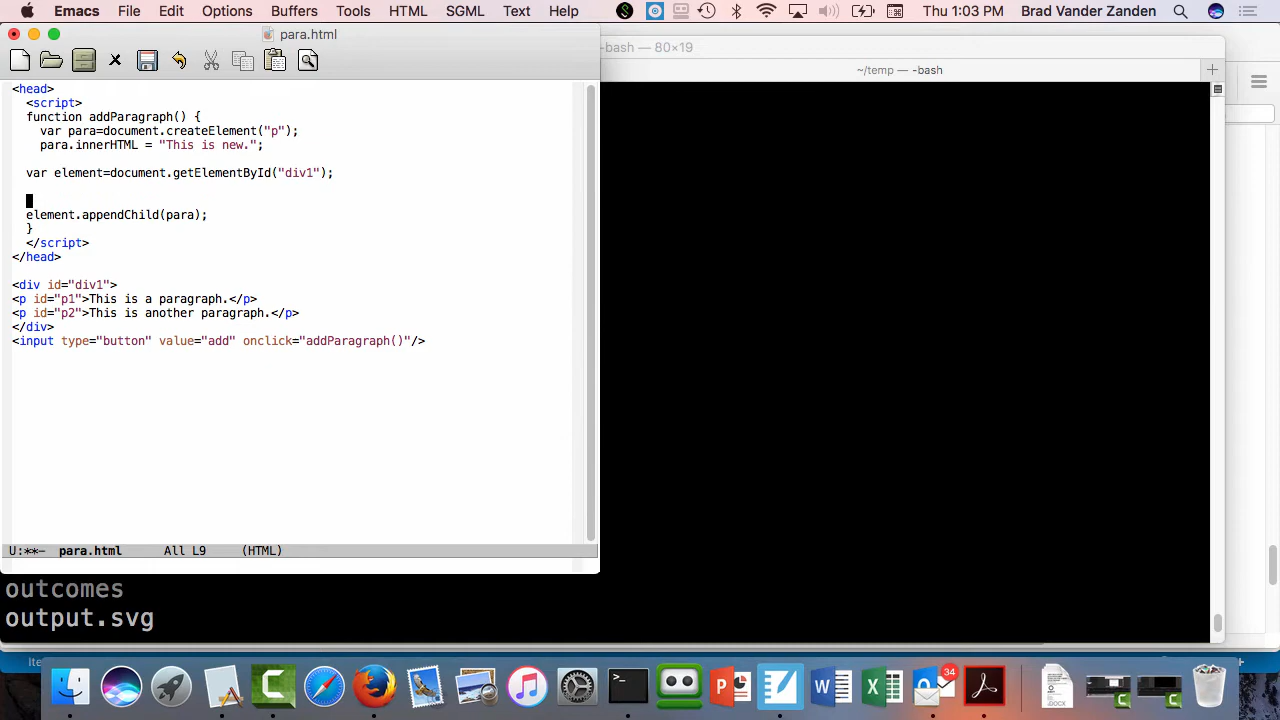 Emacs File Edit Options Buffers Tools HTML SGML Text Help Thu 1:03 PM Brad Vander Zanden
para.html
-bash — 80×19
~/temp — -bash
<head>
<script>
function addParagraph() {
var para=document.createElement("p");
para.innerHTML = "This is new.";
var element=document.getElementById("div1");
element.appendChild(para);
}
</script>
</head>
<div id="div1">
<p id="p1">This is a paragraph.</p>
<p id="p2">This is another paragraph.</p>
</div>
<input type="button" value="add" onclick="addParagraph()"/>
U:**- para.html All L9 (HTML)
outcomes
output.svg
34